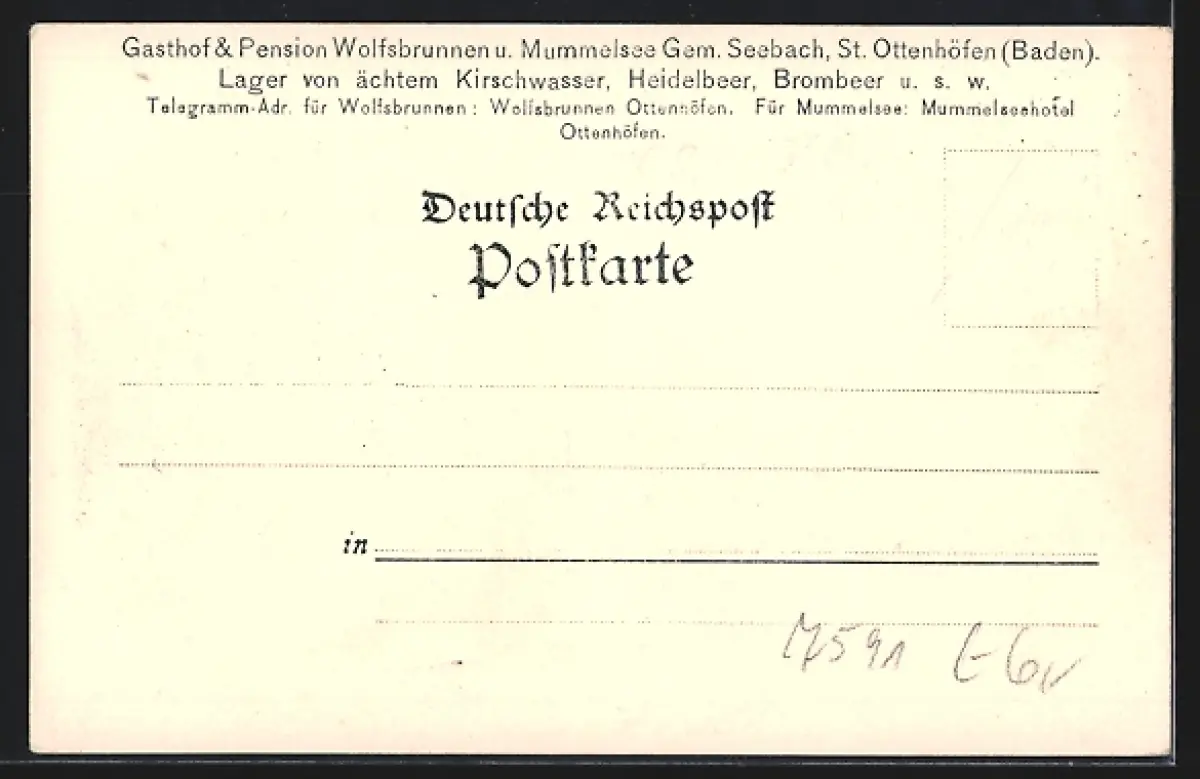 Gasthof & Pension Wolfsbrunnen u. Mummelsee Gem. Seebach, St. Ottenhöfen (Baden).
Lager von ächtem Kirschwasser, Heidelbeer, Brombeer u. s. w.
Telegramm-Adr. für Wolfsbrunnen: Wolfsbrunnen Ottenhöfen. Für Mummelsee: Mummelseehotel
Ottenhöfen.
Deutsche Reichspost
Postkarte
in
7591